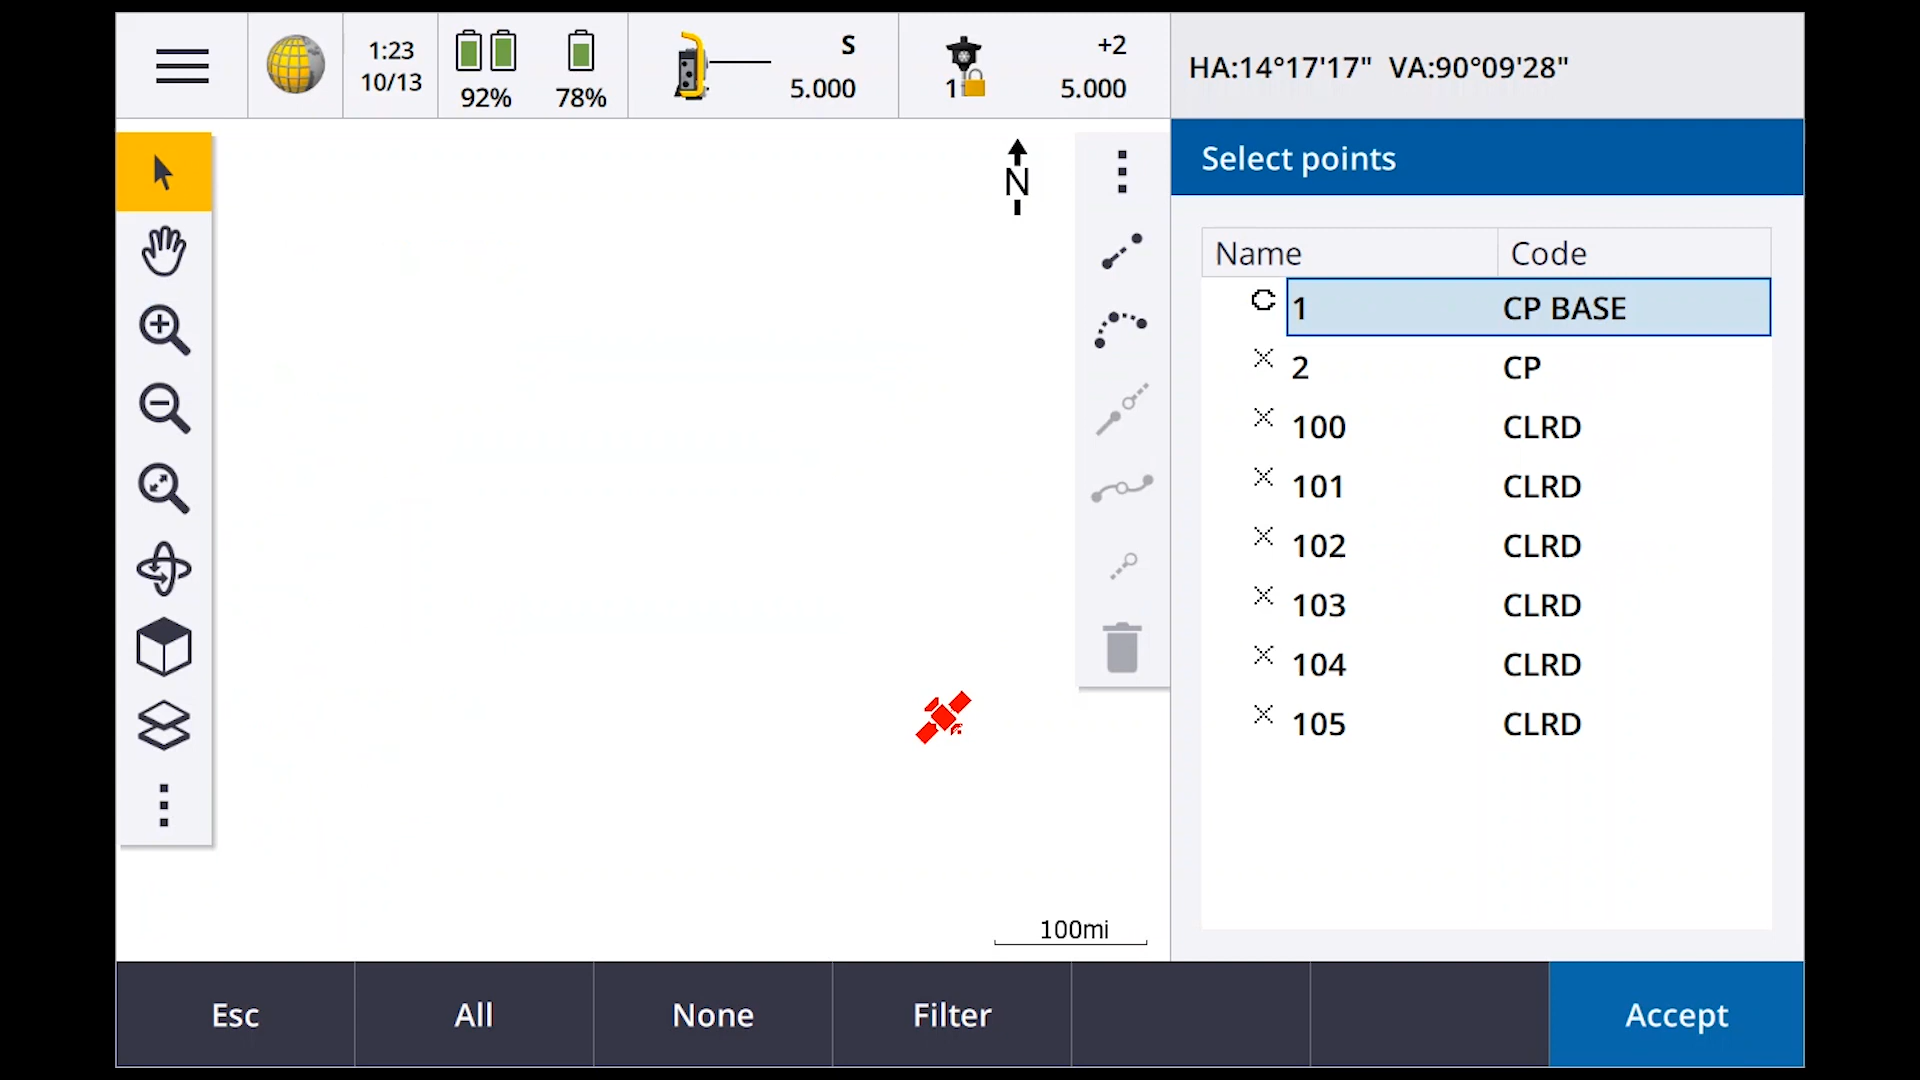 1:23
10/13
92%
78%
S
5.000
1
+2
5.000
HA:14°17'17" VA:90°09'28"
N
100mi
Select points
Name Code
1 CP BASE
2 CP
100 CLRD
101 CLRD
102 CLRD
103 CLRD
104 CLRD
105 CLRD
Esc All None Filter Accept